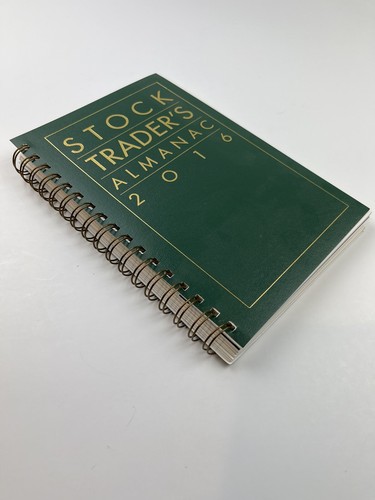 STOCK
TRADER'S
ALMANAC
2016